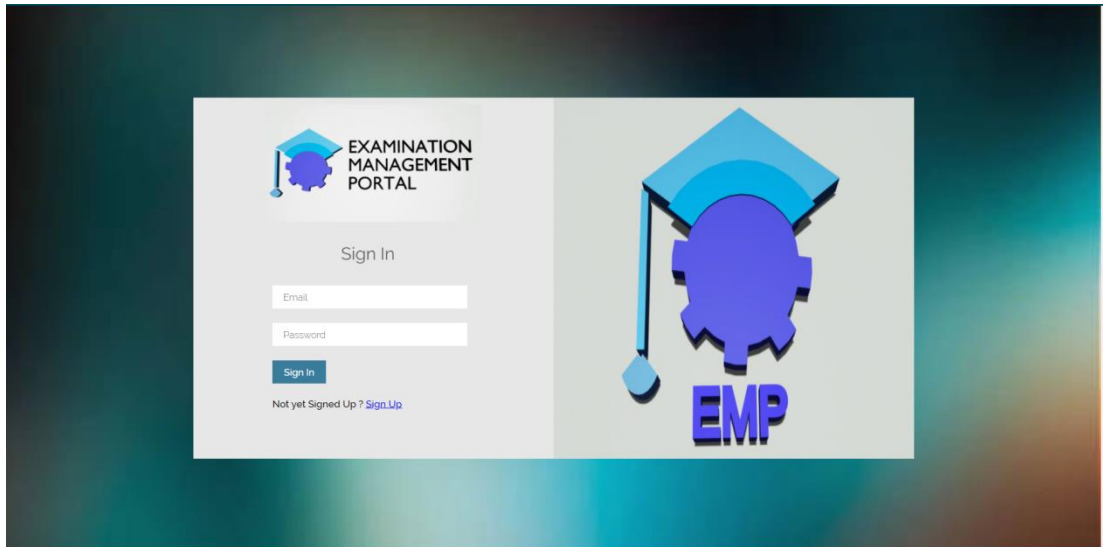 EXAMINATION
MANAGEMENT
PORTAL
Sign In
Email
Password
Sign In
Not yet Signed Up ? Sign Up
EMP